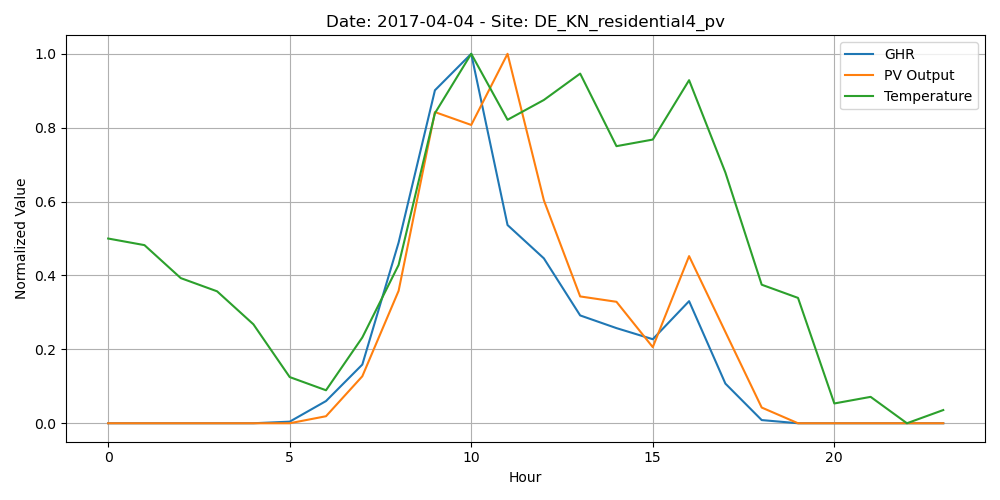 Date: 2017-04-04 - Site: DE_KN_residential4_pv
GHR
PV Output
Temperature
1.0
0.8
0.6
0.4
0.2
0.0
Normalized Value
0
5
10
15
20
Hour